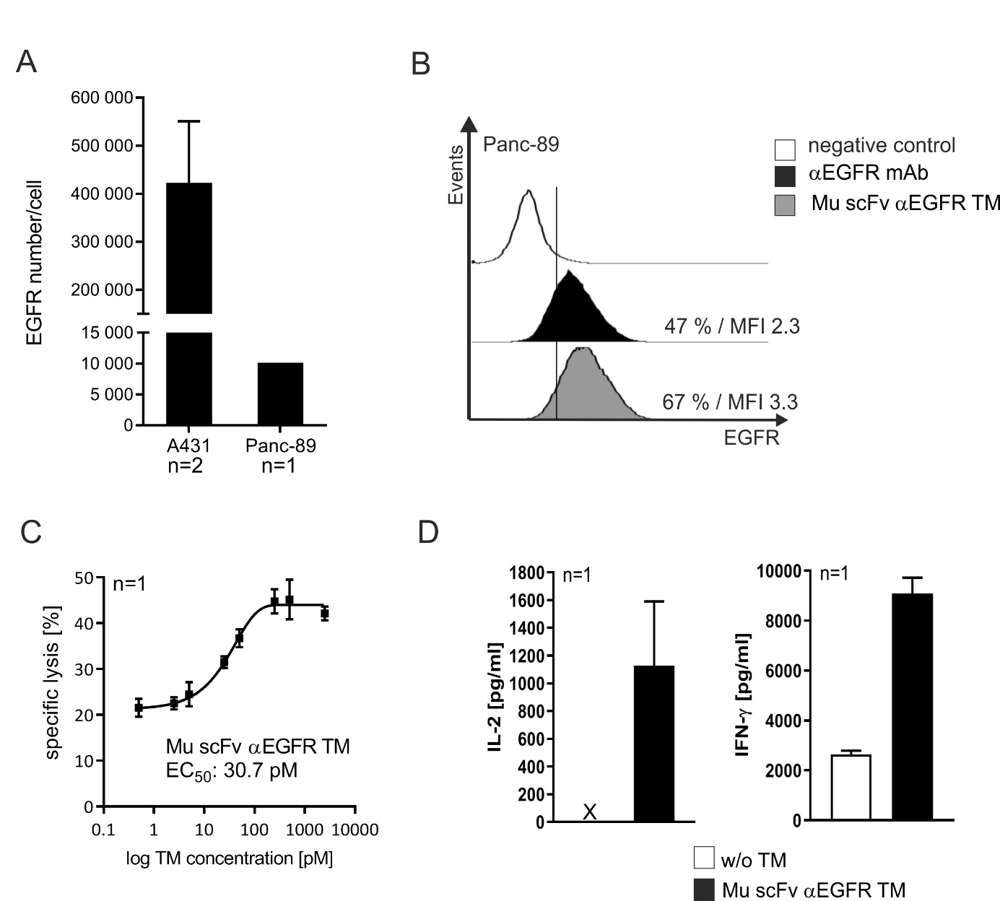 A
600 000
500 000
400 000
300 000
200 000
15 000
10 000
5 000
0
EGFR number/cell
A431
n=2
Panc-89
n=1
B
Events
Panc-89
negative control
αEGFR mAb
Mu scFv αEGFR TM
47 % / MFI 2.3
67 % / MFI 3.3
EGFR
C
n=1
50
40
30
20
10
0
specific lysis [%]
Mu scFv αEGFR TM
EC50: 30.7 pM
0.1 1 10 100 1000 10000
log TM concentration [pM]
D
n=1
1800
1600
1400
1200
1000
800
600
400
200
0
IL-2 [pg/ml]
X
n=1
10000
8000
6000
4000
2000
0
IFN-γ [pg/ml]
w/o TM
Mu scFv αEGFR TM